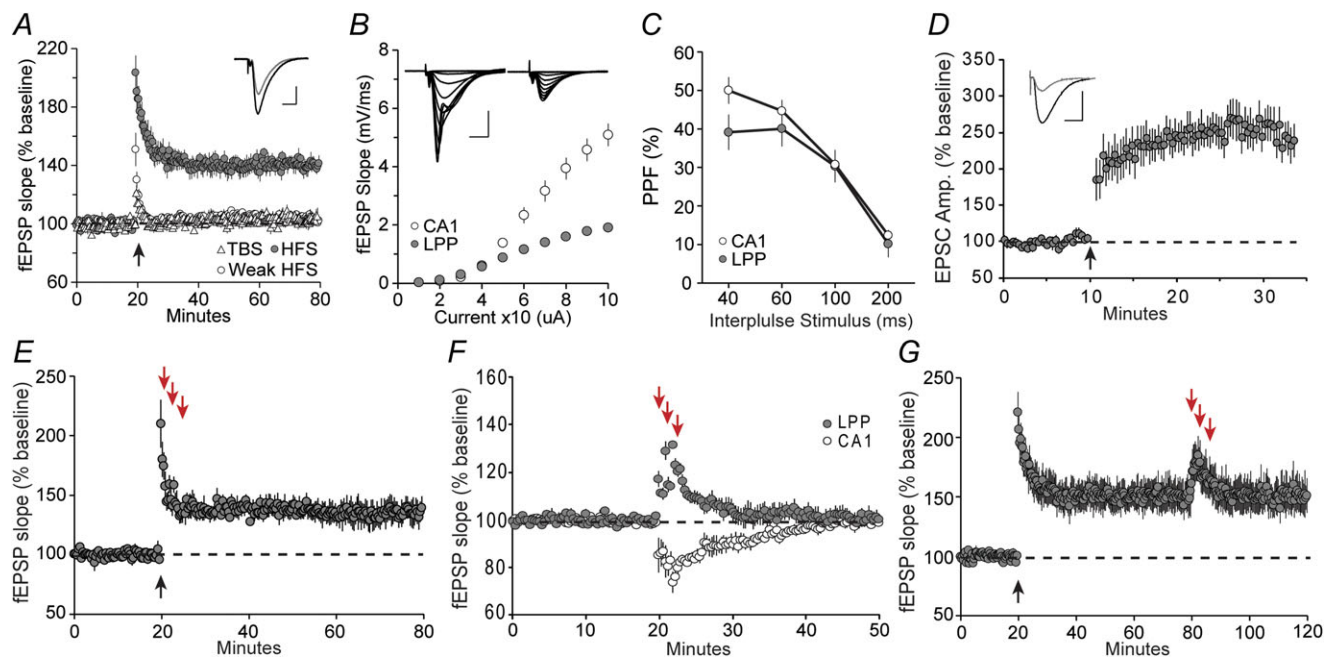 A
fEPSP slope (% baseline)
220
180
140
100
60
0 20 40 60 80
Minutes
TBS HFS
Weak HFS
B
fEPSP Slope (mV/ms)
8
6
4
2
0
0 2 4 6 8 10
Current x10 (uA)
CA1
LPP
C
PPF (%)
60
50
40
30
20
10
0
40 60 100 200
Interplulse Stimulus (ms)
CA1
LPP
D
EPSC Amp. (% baseline)
350
300
250
200
150
100
50
0 10 20 30
Minutes
E
fEPSP slope (% baseline)
250
200
150
100
50
0 20 40 60 80
Minutes
F
fEPSP slope (% baseline)
160
140
120
100
80
60
0 10 20 30 40 50
Minutes
LPP
CA1
G
fEPSP slope (% baseline)
250
200
150
100
50
0 20 40 60 80 100 120
Minutes